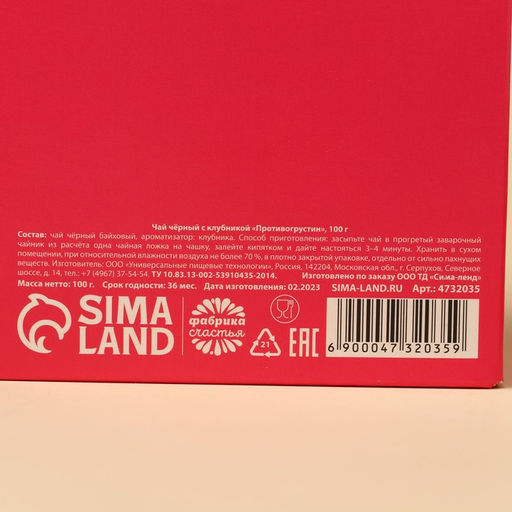 Чай чёрный с клубникой «Противогрустин», 100 г
Состав: чай чёрный байховый, ароматизатор: клубника. Способ приготовления: засыпьте чай в прогретый заварочный
чайник из расчёта одна чайная ложка на чашку, залейте кипятком и дайте настояться 3–4 минуты. Хранить в сухом
помещении, при относительной влажности воздуха не более 70 %, в плотно закрытой упаковке, отдельно от сильно пахнущих
веществ. Изготовитель: ООО «Универсальные пищевые технологии», Россия, 142204, Московская обл., г. Серпухов, Северное
шоссе, д. 14, тел.: +7 (4967) 37-54-54. ТУ 10.83.13-002-53910435-2014. Изготовлено по заказу ООО ТД «Сима-ленд»
Масса нетто: 100 г. Срок годности: 36 мес. Дата изготовления: 02.2023 SIMA-LAND.RU Арт.: 4732035
SIMA
LAND
фабрика
счастья
21
EAC
6 900047 320359